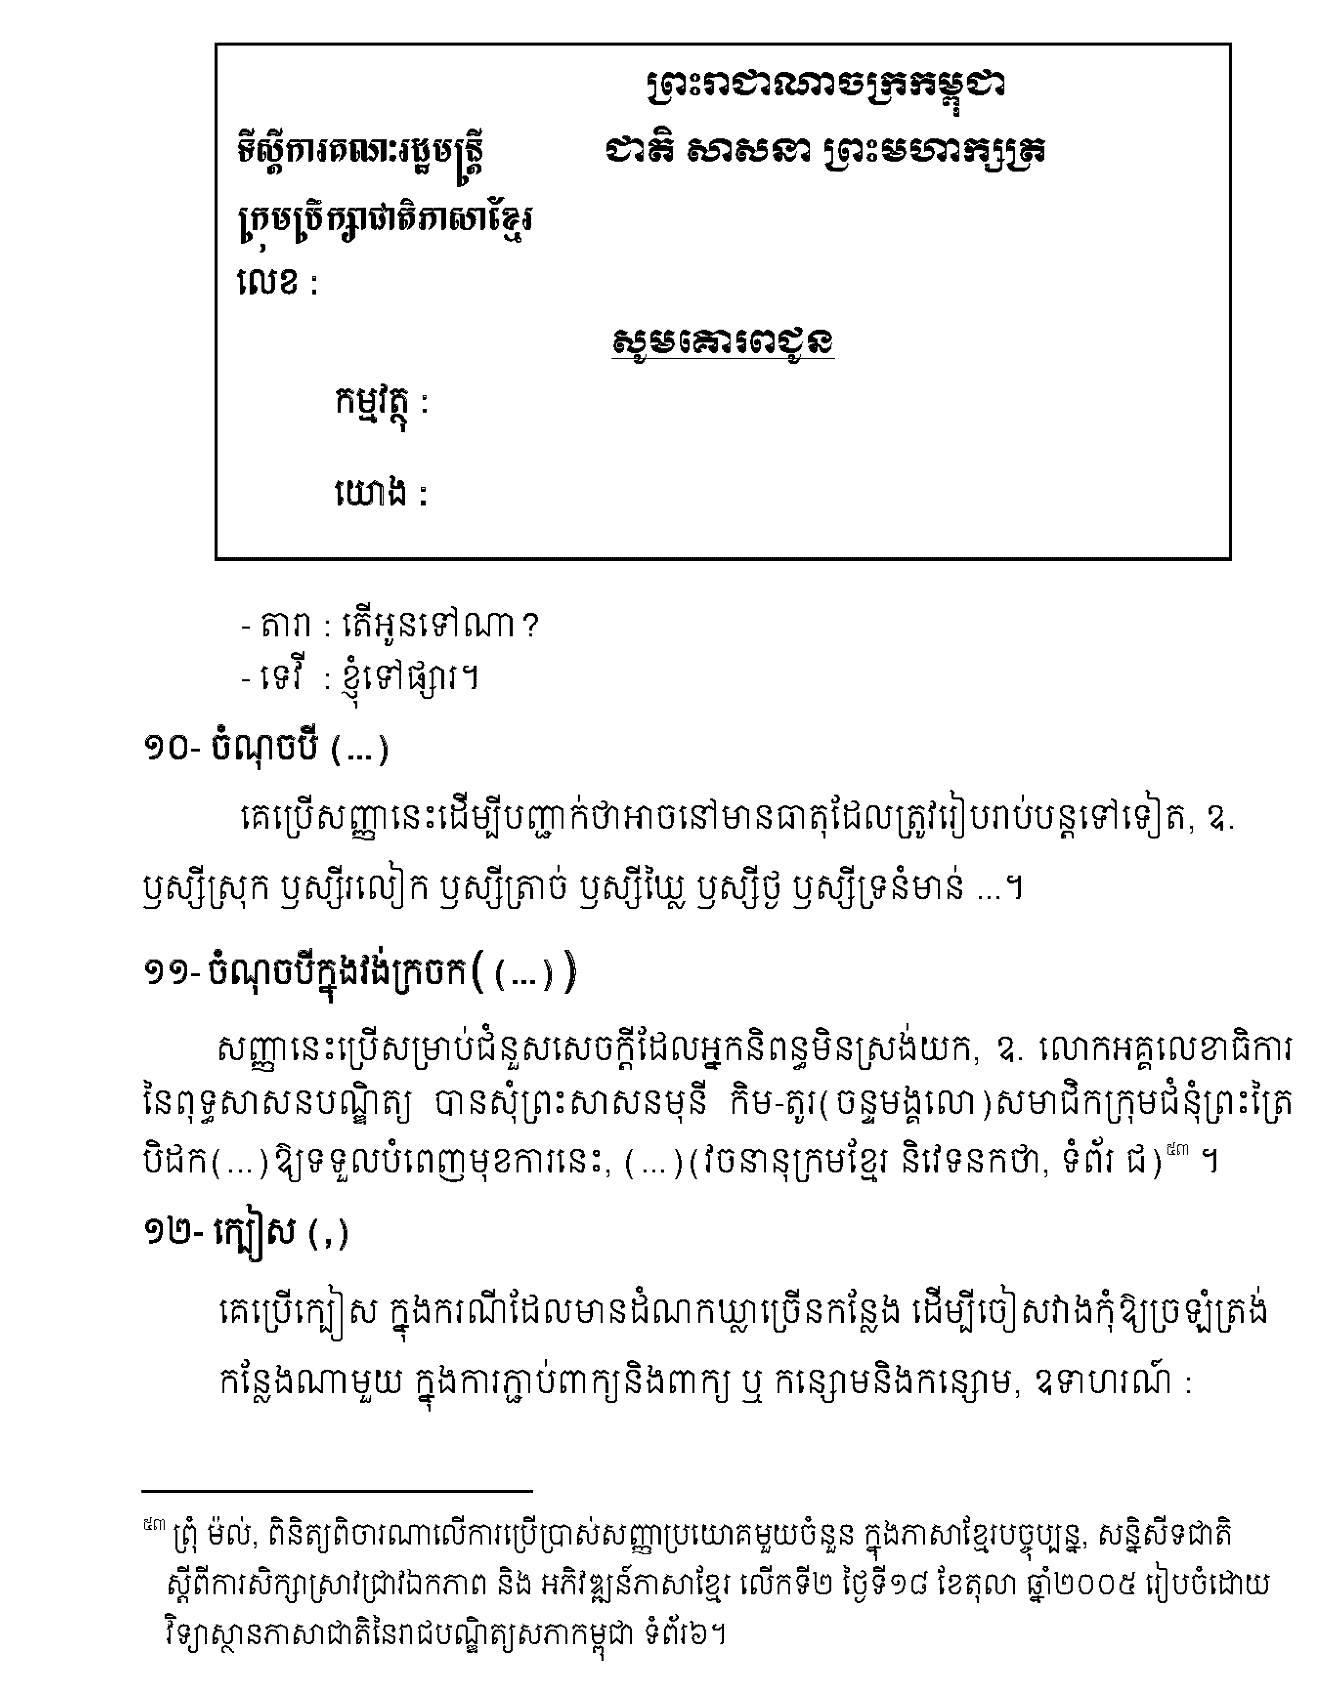 ព្រះរាជាណាចក្រកម្ពុជា
ទីស្តីការគណៈរដ្ឋមន្ត្រី ជាតិ សាសនា ព្រះមហាក្សត្រ
ក្រុមប្រឹក្សាជាតិភាសាខ្មែរ
លេខ :
សូមគោរពជូន
កម្មវត្ថុ :
យោង :
- តារា : តើអូនទៅណា?
- ទេវី : ខ្ញុំទៅផ្សារ។
១០- ចំណុចបី (...)
គេប្រើសញ្ញានេះដើម្បីបញ្ជាក់ថាអាចនៅមានធាតុដែលត្រូវរៀបរាប់បន្តទៅទៀត, ឧ.
ឫស្សីស្រុក ឫស្សីរលៀក ឫស្សីត្រាច់ ឫស្សីឃ្លៃ ឫស្សីថ្ង ឫស្សីទ្រនំមាន់ ...។
១១- ចំណុចបីក្នុងវង់ក្រចក( (...) )
សញ្ញានេះប្រើសម្រាប់ជំនួសសេចក្តីដែលអ្នកនិពន្ធមិនស្រង់យក, ឧ. លោកអគ្គលេខាធិការ
នៃពុទ្ធសាសនបណ្ឌិត្យ បានសុំព្រះសាសនមុនី កិម-តូរ(ចន្ទមង្គលោ)សមាជិកក្រុមជំនុំព្រះត្រៃ
បិដក(...)ឱ្យទទួលបំពេញមុខការនេះ, (...)(វចនានុក្រមខ្មែរ និវេទនកថា, ទំព័រ ជ)៥៣ ។
១២- ក្បៀស (,)
គេប្រើក្បៀស ក្នុងករណីដែលមានដំណកឃ្លាច្រើនកន្លែង ដើម្បីចៀសវាងកុំឱ្យច្រឡំត្រង់
កន្លែងណាមួយ ក្នុងការភ្ជាប់ពាក្យនិងពាក្យ ឬ កន្សោមនិងកន្សោម, ឧទាហរណ៍ :
៥៣ ព្រុំ ម៉ល់, ពិនិត្យពិចារណាលើការប្រើប្រាស់សញ្ញាប្រយោគមួយចំនួន ក្នុងភាសាខ្មែរបច្ចុប្បន្ន, សន្និសីទជាតិ
ស្តីពីការសិក្សាស្រាវជ្រាវឯកភាព និង អភិវឌ្ឍន៍ភាសាខ្មែរ លើកទី២ ថ្ងៃទី១៨ ខែតុលា ឆ្នាំ២០០៥ រៀបចំដោយ
វិទ្យាស្ថានភាសាជាតិនៃរាជបណ្ឌិត្យសភាកម្ពុជា ទំព័រ៦។